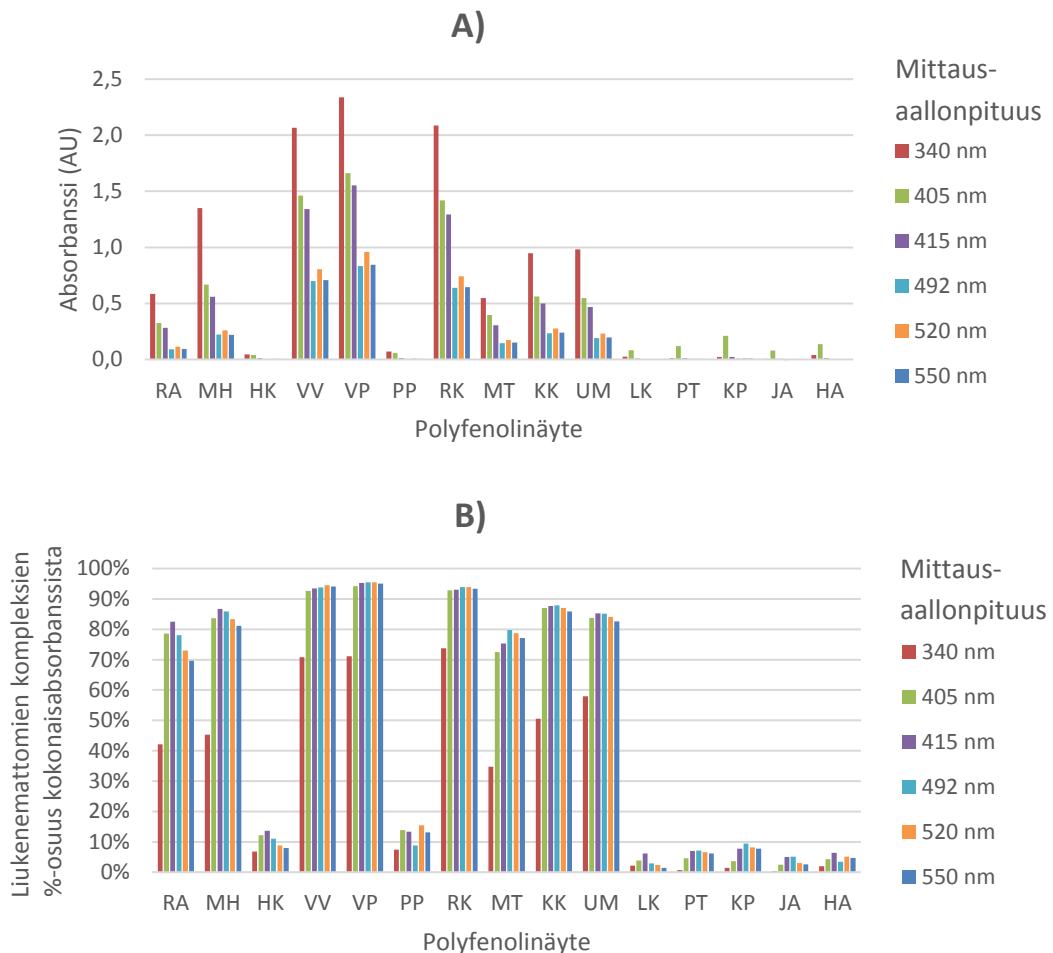 A)
2,5
2,0
1,5
1,0
0,5
0,0
Absorbanssi (AU)
RA MH HK VV VP PP RK MT KK UM LK PT KP JA HA
Polyfenolinäyte
Mittaus-
aallonpituus
340 nm
405 nm
415 nm
492 nm
520 nm
550 nm
B)
Liukenemattomien kompleksien
%-osuus kokonaisabsorbanssista
100%
90%
80%
70%
60%
50%
40%
30%
20%
10%
0%
RA MH HK VV VP PP RK MT KK UM LK PT KP JA HA
Polyfenolinäyte
Mittaus-
aallonpituus
340 nm
405 nm
415 nm
492 nm
520 nm
550 nm